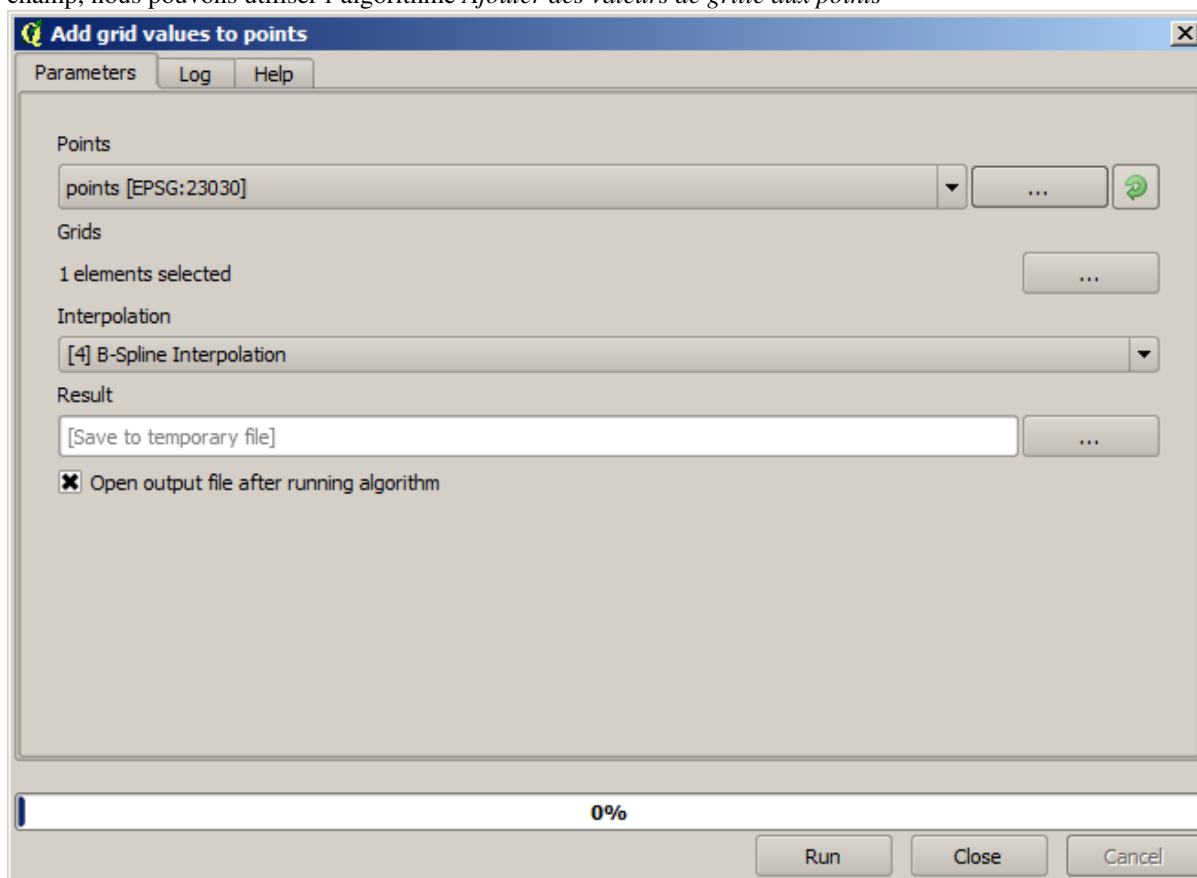 champ, nous pouvons utiliser l'algorithme Ajouter des valeurs de grille aux points
Add grid values to points
Parameters Log Help
Points
points [EPSG:23030] ...
Grids
1 elements selected ...
Interpolation
[4] B-Spline Interpolation
Result
[Save to temporary file] ...
Open output file after running algorithm
0%
Run Close Cancel